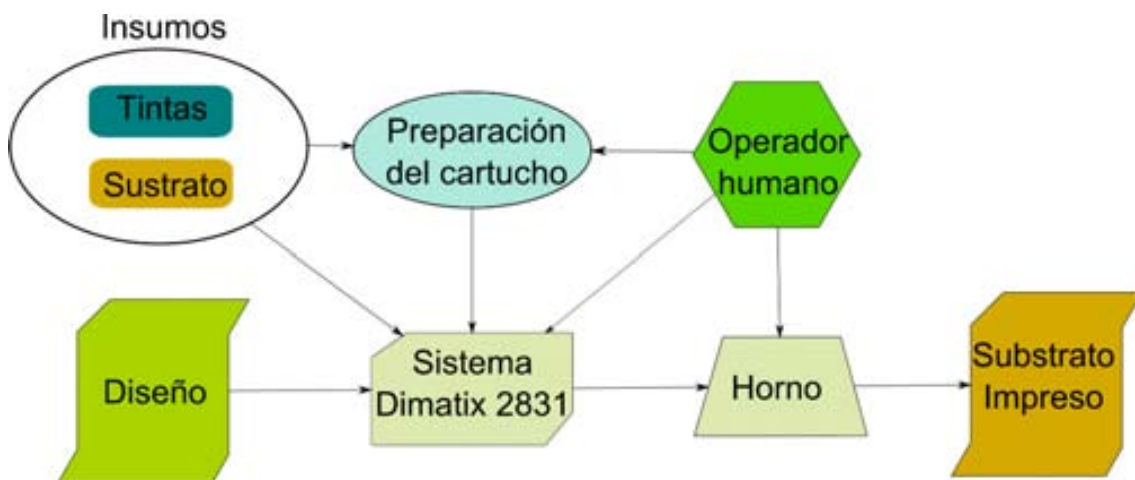 Insumos
Tintas
Sustrato
Preparación
del cartucho
Operador
humano
Diseño
Sistema
Dimatix 2831
Horno
Substrato
Impreso